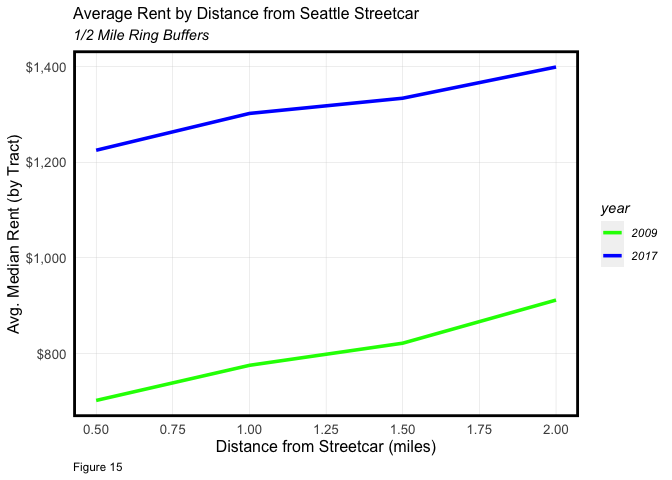 Average Rent by Distance from Seattle Streetcar
1/2 Mile Ring Buffers
$1,400
$1,200
$1,000
$800
Avg. Median Rent (by Tract)
0.50 0.75 1.00 1.25 1.50 1.75 2.00
Distance from Streetcar (miles)
year
2009
2017
Figure 15